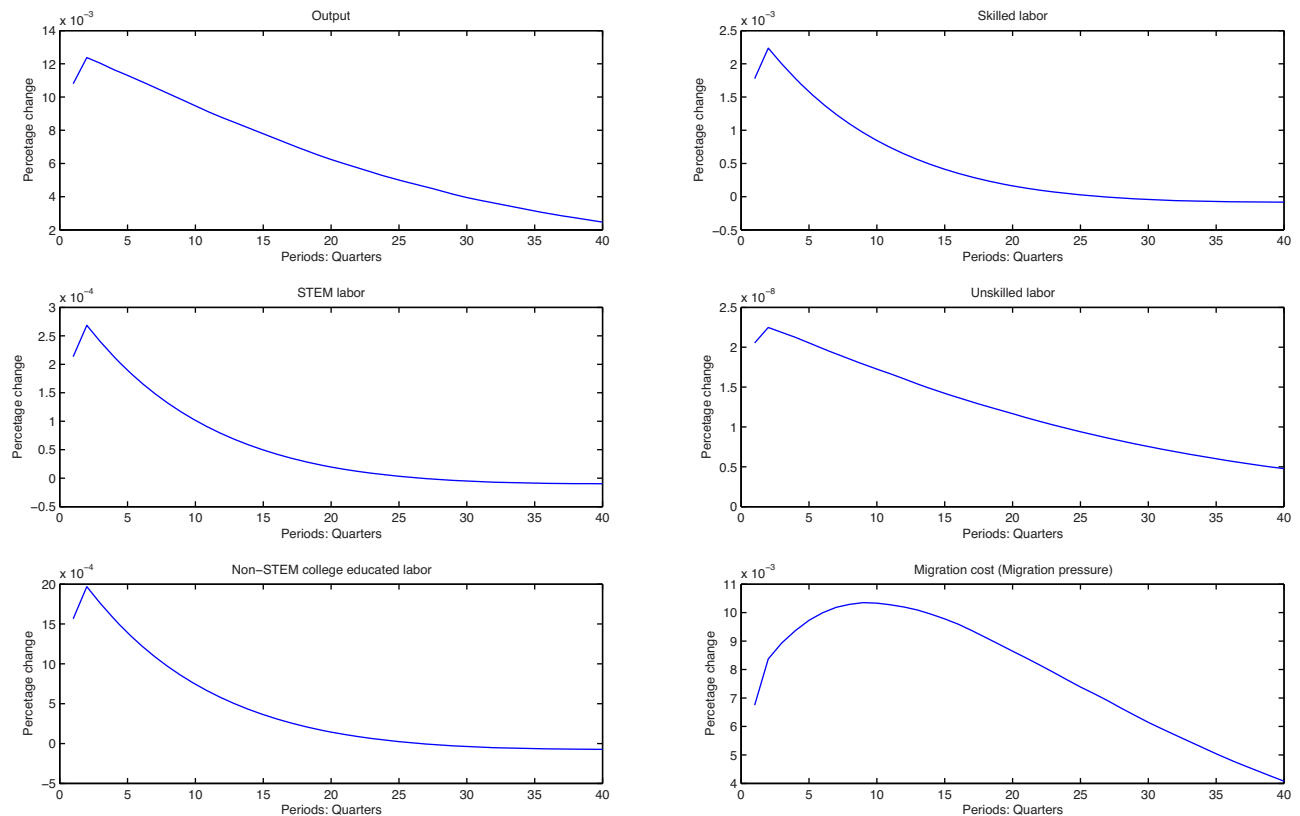 Output
x 10⁻³
14
12
10
8
6
4
2
Percetage change
0 5 10 15 20 25 30 35 40
Periods: Quarters
Skilled labor
x 10⁻³
2.5
2
1.5
1
0.5
0
−0.5
Percetage change
0 5 10 15 20 25 30 35 40
Periods: Quarters
STEM labor
x 10⁻⁴
3
2.5
2
1.5
1
0.5
0
−0.5
Percetage change
0 5 10 15 20 25 30 35 40
Periods: Quarters
Unskilled labor
x 10⁻⁸
3
2.5
2
1.5
1
0.5
0
Percetage change
0 5 10 15 20 25 30 35 40
Periods: Quarters
Non−STEM college educated labor
x 10⁻⁴
20
15
10
5
0
−5
Percetage change
0 5 10 15 20 25 30 35 40
Periods: Quarters
Migration cost (Migration pressure)
x 10⁻³
11
10
9
8
7
6
5
4
Percetage change
0 5 10 15 20 25 30 35 40
Periods: Quarters